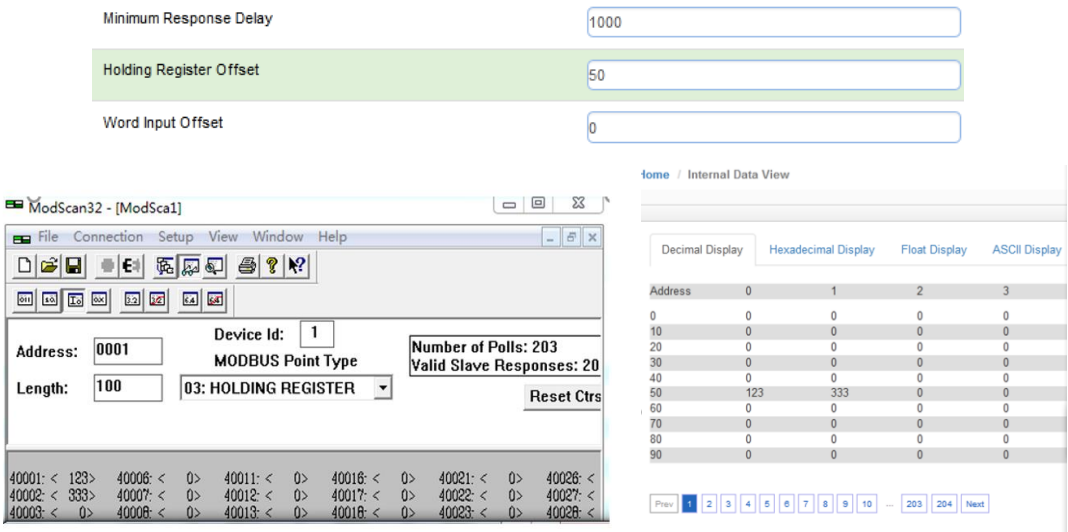 Minimum Response Delay 1000
Holding Register Offset 50
Word Input Offset 0
ModScan32 - [ModSca1]
File Connection Setup View Window Help
Address: 0001
Length: 100
Device Id: 1
MODBUS Point Type
03: HOLDING REGISTER
Number of Polls: 203
Valid Slave Responses: 20
Reset Ctrs
40001: < 123> 40006: < 0> 40011: < 0> 40016: < 0> 40021: < 0> 40026: <
40002: < 333> 40007: < 0> 40012: < 0> 40017: < 0> 40022: < 0> 40027: <
40003: < 0> 40008: < 0> 40013: < 0> 40018: < 0> 40023: < 0> 40028: <
Home / Internal Data View
Decimal Display Hexadecimal Display Float Display ASCII Display
Address 0 1 2 3
0 0 0 0 0
10 0 0 0 0
20 0 0 0 0
30 0 0 0 0
40 0 0 0 0
50 123 333 0 0
60 0 0 0 0
70 0 0 0 0
80 0 0 0 0
90 0 0 0 0
Prev 1 2 3 4 5 6 7 8 9 10 ... 203 204 Next